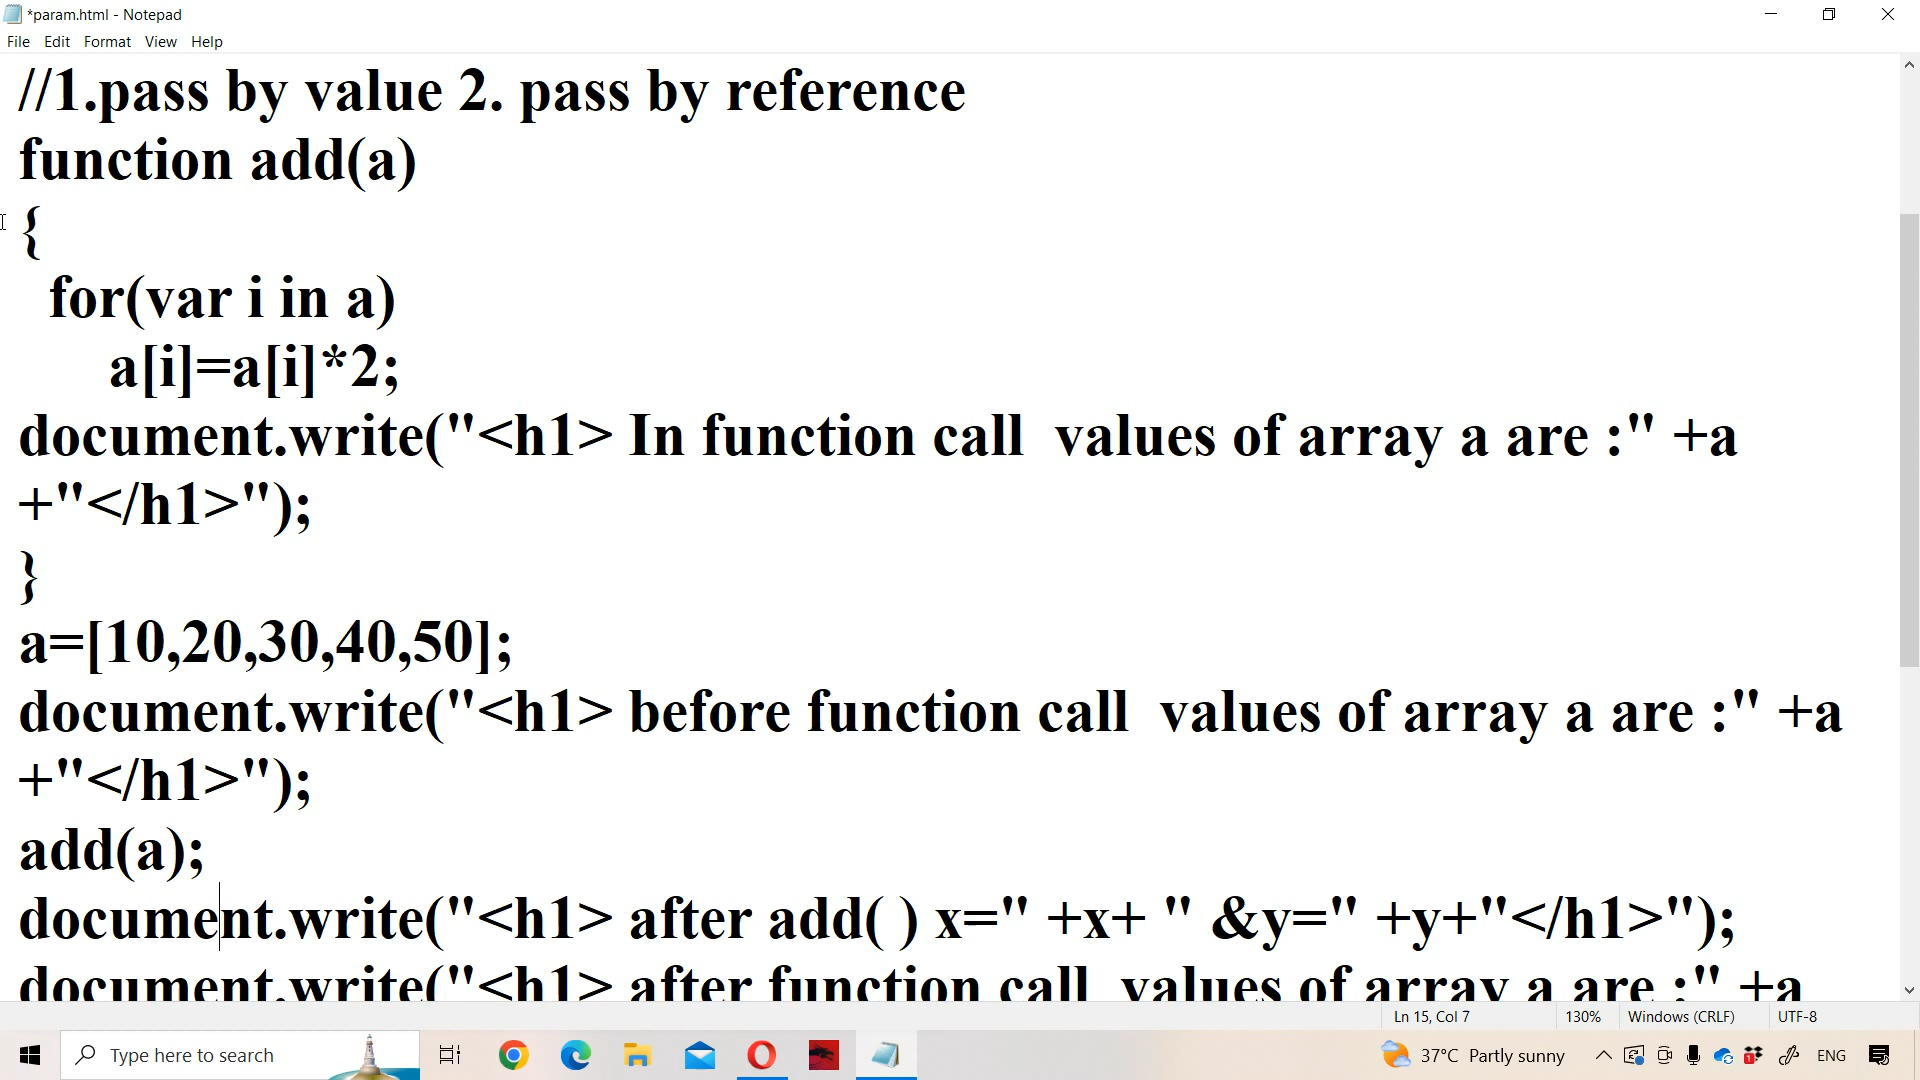 *param.html - Notepad
File Edit Format View Help
//1.pass by value 2. pass by reference
function add(a)
{
for(var i in a)
a[i]=a[i]*2;
document.write("<h1> In function call  values of array a are :" +a
+"</h1>");
}
a=[10,20,30,40,50];
document.write("<h1> before function call  values of array a are :" +a
+"</h1>");
add(a);
document.write("<h1> after add( ) x=" +x+ " &y=" +y+"</h1>");
document.write("<h1> after function call  values of array a are :" +a
Ln 15, Col 7 130% Windows (CRLF) UTF-8
Type here to search 37°C Partly sunny 1 ENG